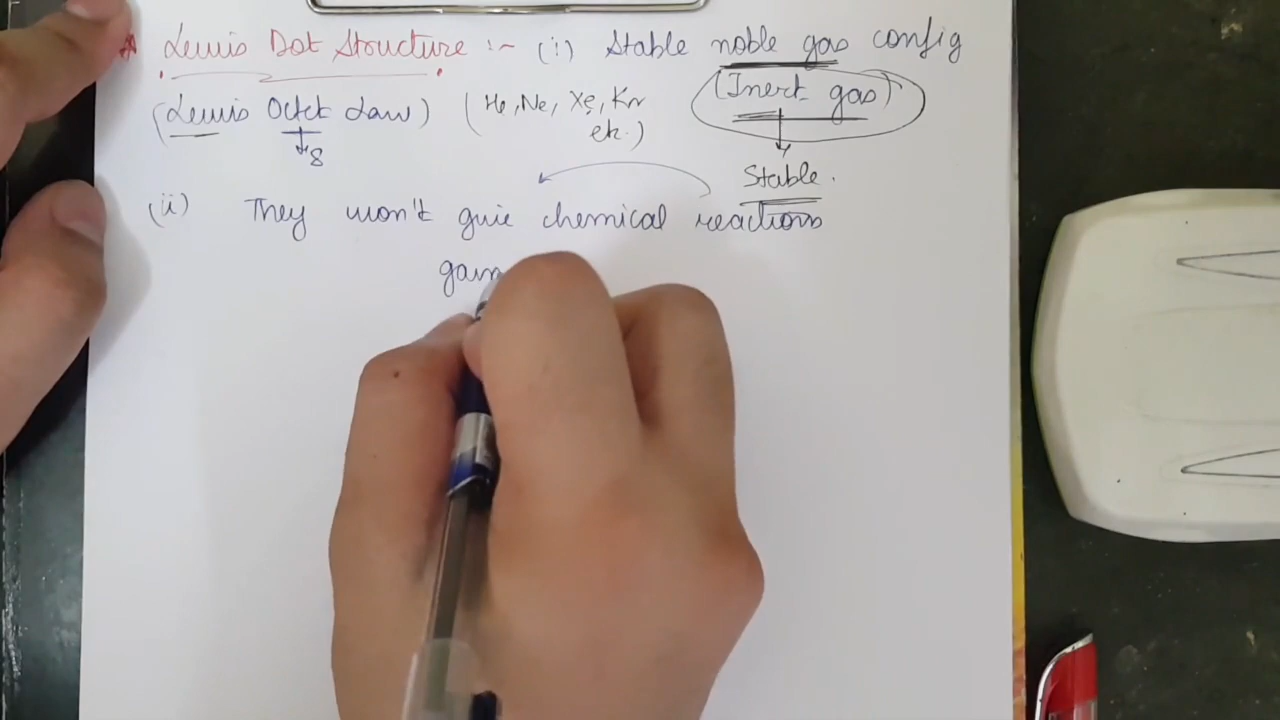 * Lewis Dot Structure :- (i) Stable noble gas config
(Lewis Octet Law) (He, Ne, Xe, Kr etc.) (Inert gas)
8
Stable.
(ii) They won't give chemical reactions
gain